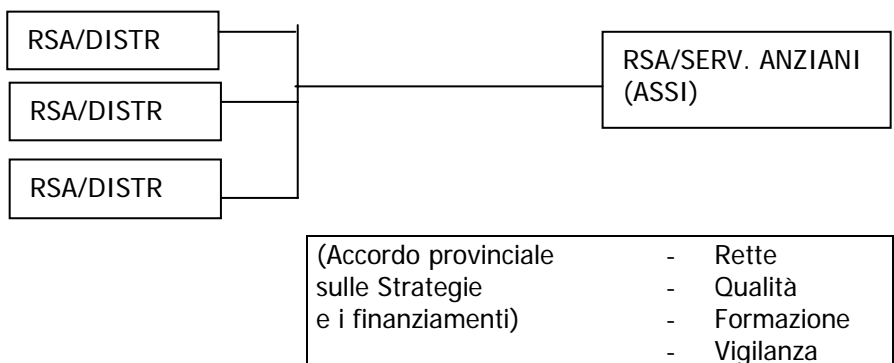 RSA/DISTR
RSA/DISTR
RSA/DISTR
RSA/SERV. ANZIANI
(ASSI)
(Accordo provinciale - Rette
sulle Strategie - Qualità
e i finanziamenti) - Formazione
- Vigilanza